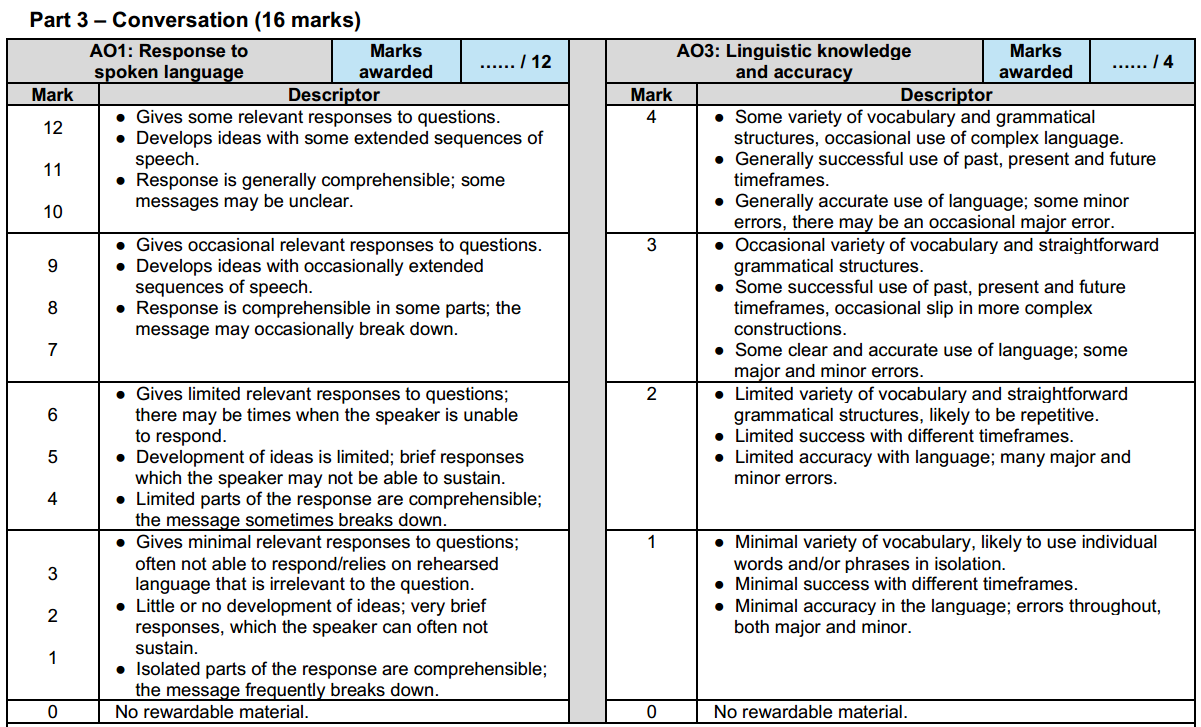 Part 3 – Conversation (16 marks)
AO1: Response to
spoken language
Marks
awarded
...... / 12
Mark
Descriptor
12
11
10
● Gives some relevant responses to questions.
● Develops ideas with some extended sequences of
speech.
● Response is generally comprehensible; some
messages may be unclear.
9
8
7
● Gives occasional relevant responses to questions.
● Develops ideas with occasionally extended
sequences of speech.
● Response is comprehensible in some parts; the
message may occasionally break down.
6
5
4
● Gives limited relevant responses to questions;
there may be times when the speaker is unable
to respond.
● Development of ideas is limited; brief responses
which the speaker may not be able to sustain.
● Limited parts of the response are comprehensible;
the message sometimes breaks down.
3
2
1
● Gives minimal relevant responses to questions;
often not able to respond/relies on rehearsed
language that is irrelevant to the question.
● Little or no development of ideas; very brief
responses, which the speaker can often not
sustain.
● Isolated parts of the response are comprehensible;
the message frequently breaks down.
0
No rewardable material.
AO3: Linguistic knowledge
and accuracy
Marks
awarded
...... / 4
Mark
Descriptor
4
● Some variety of vocabulary and grammatical
structures, occasional use of complex language.
● Generally successful use of past, present and future
timeframes.
● Generally accurate use of language; some minor
errors, there may be an occasional major error.
3
● Occasional variety of vocabulary and straightforward
grammatical structures.
● Some successful use of past, present and future
timeframes, occasional slip in more complex
constructions.
● Some clear and accurate use of language; some
major and minor errors.
2
● Limited variety of vocabulary and straightforward
grammatical structures, likely to be repetitive.
● Limited success with different timeframes.
● Limited accuracy with language; many major and
minor errors.
1
● Minimal variety of vocabulary, likely to use individual
words and/or phrases in isolation.
● Minimal success with different timeframes.
● Minimal accuracy in the language; errors throughout,
both major and minor.
0
No rewardable material.